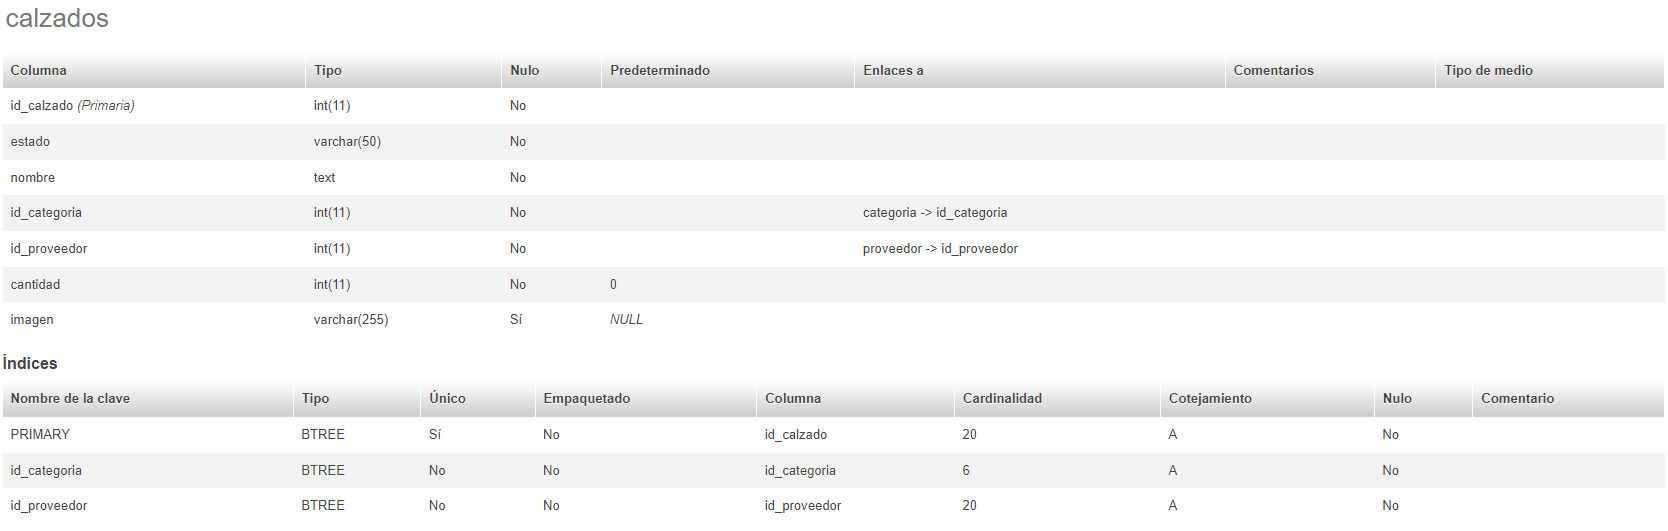 calzados
Columna Tipo Nulo Predeterminado Enlaces a Comentarios Tipo de medio
id_calzado (Primaria) int(11) No
estado varchar(50) No
nombre text No
id_categoria int(11) No categoria -> id_categoria
id_proveedor int(11) No proveedor -> id_proveedor
cantidad int(11) No 0
imagen varchar(255) Sí NULL
Índices
Nombre de la clave Tipo Único Empaquetado Columna Cardinalidad Cotejamiento Nulo Comentario
PRIMARY BTREE Sí No id_calzado 20 A No
id_categoria BTREE No No id_categoria 6 A No
id_proveedor BTREE No No id_proveedor 20 A No